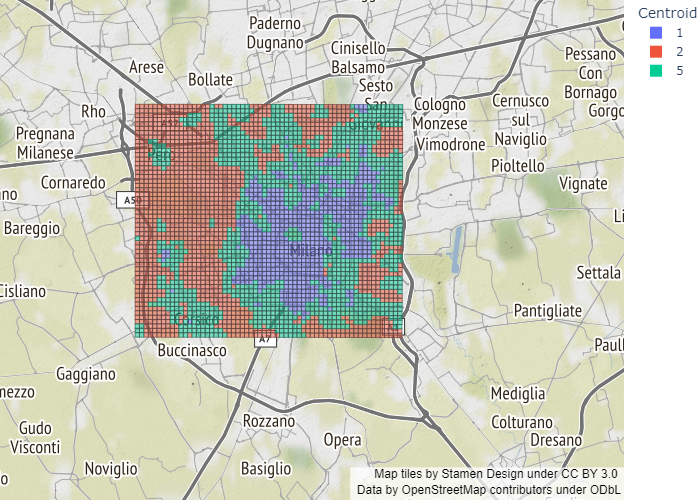 Centroid
1
2
5
Paderno
Dugnano
Cinisello
Balsamo
Sesto
San
Giovanni
Arese
Bollate
Pessano
Con
Bornago
Gorgo
Rho
Cologno
Monzese
Cernusco
sul
Naviglio
Pregnana
Milanese
Pero
Vimodrone
Pioltello
Cornaredo
Vignate
A50
Bareggio
Milano
Settala
Cisliano
Pantigliate
Corsico
A7
Buccinasco
Gaggiano
Mediglia
Rozzano
Colturano
Gudo
Visconti
Opera
Dresano
Noviglio
Basiglio
Map tiles by Stamen Design under CC BY 3.0
Data by OpenStreetMap contributors under ODbL